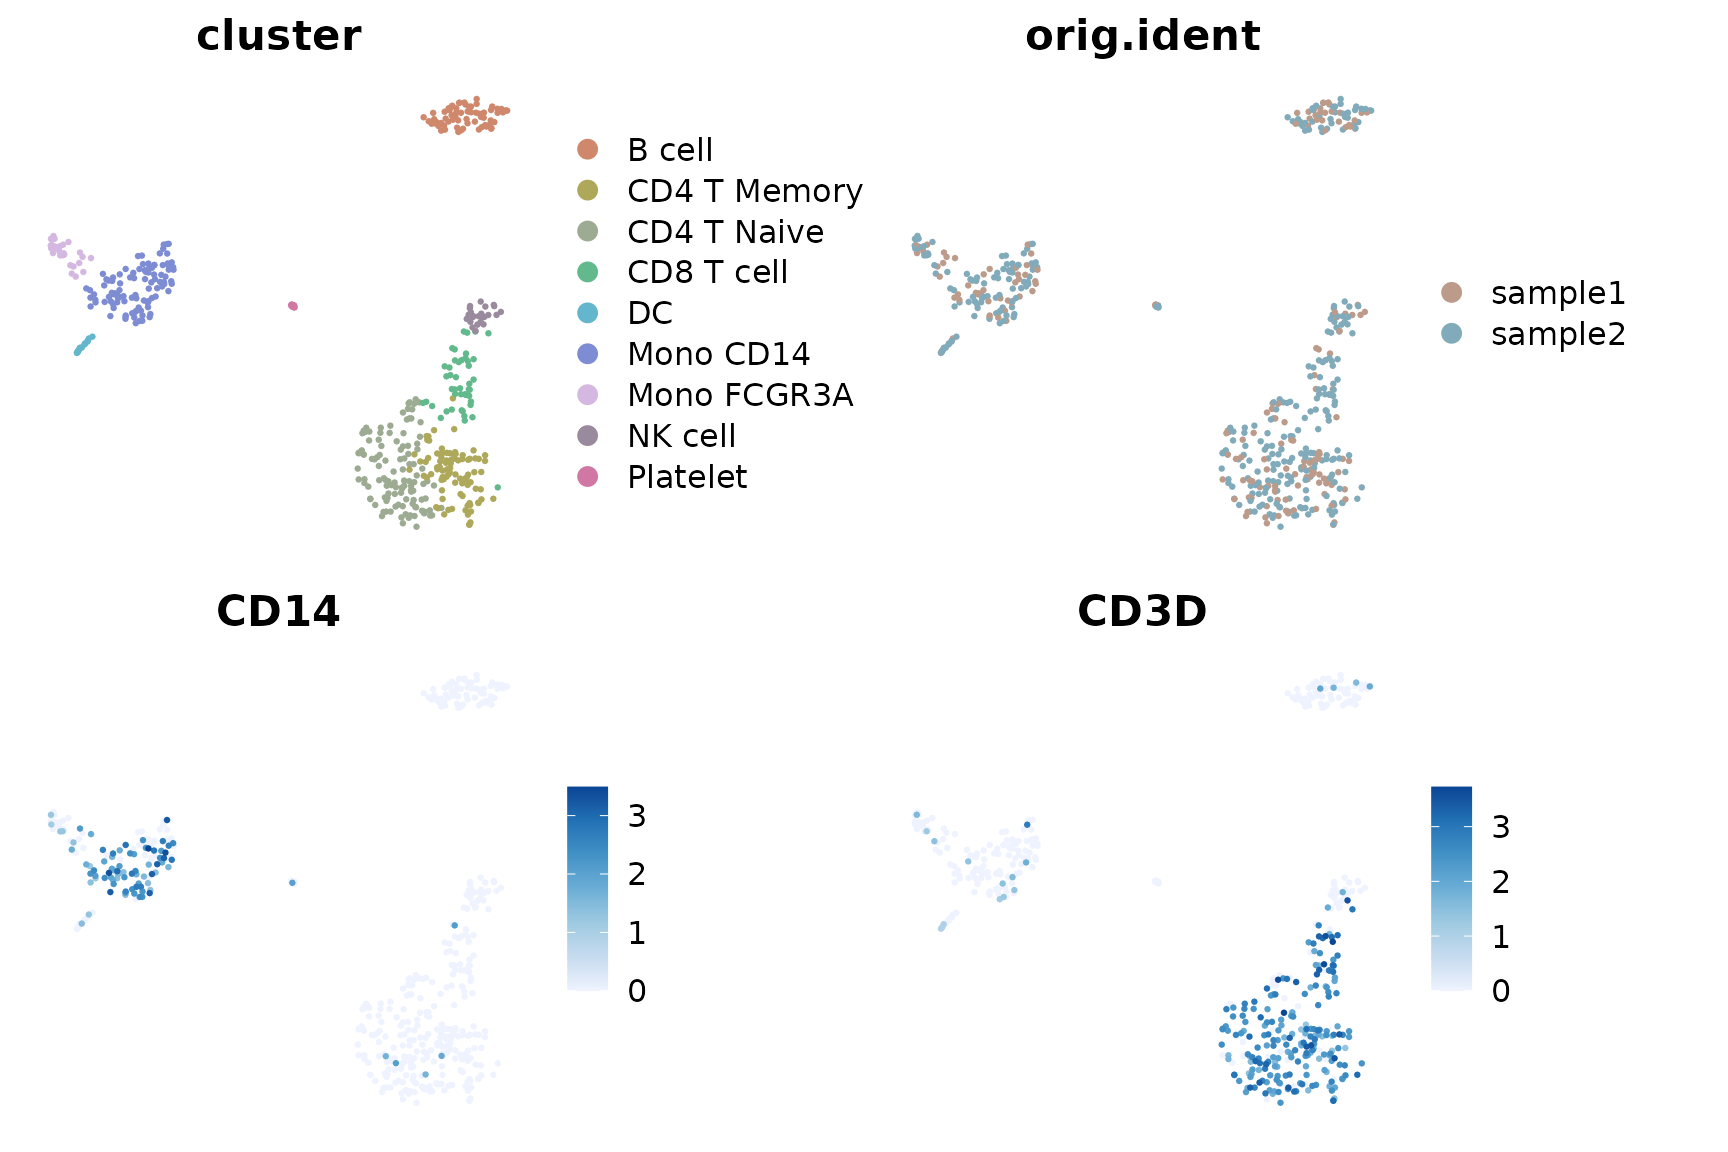 cluster
B cell
CD4 T Memory
CD4 T Naive
CD8 T cell
DC
Mono CD14
Mono FCGR3A
NK cell
Platelet
orig.ident
sample1
sample2
CD14
3
2
1
0
CD3D
3
2
1
0